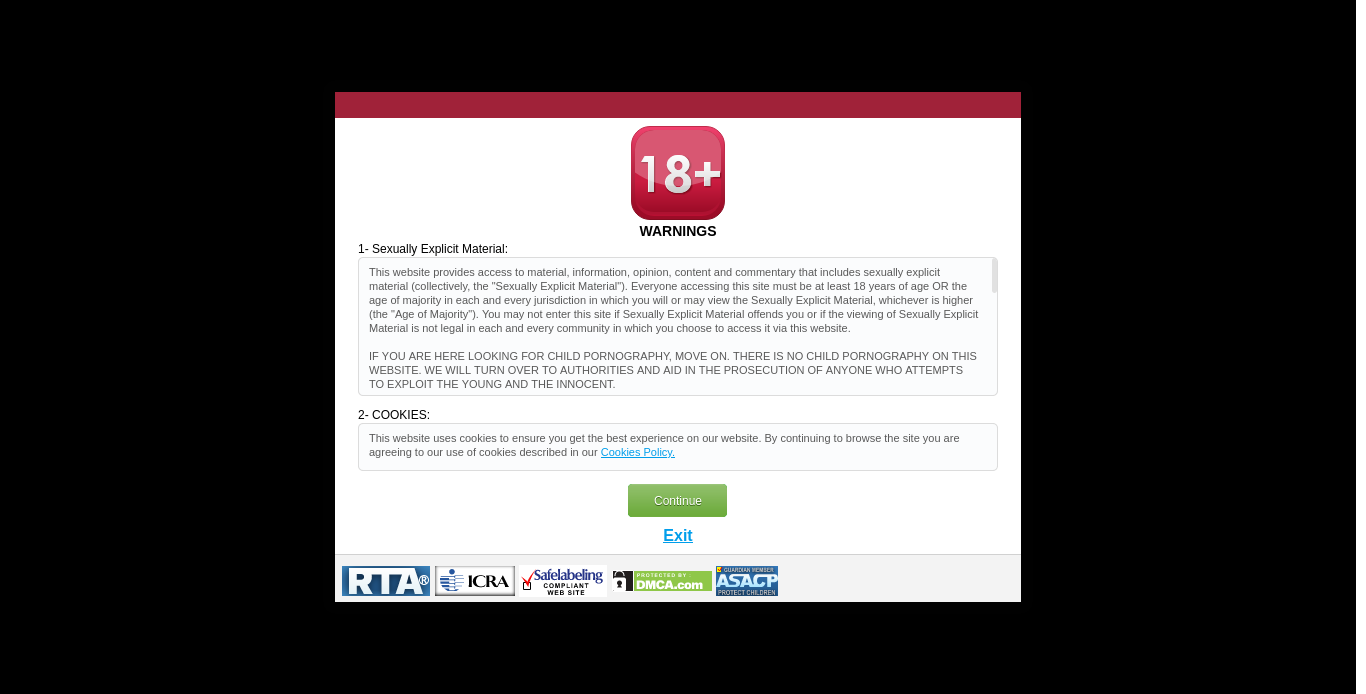 18+
WARNINGS
1- Sexually Explicit Material:
This website provides access to material, information, opinion, content and commentary that includes sexually explicit
material (collectively, the "Sexually Explicit Material"). Everyone accessing this site must be at least 18 years of age OR the
age of majority in each and every jurisdiction in which you will or may view the Sexually Explicit Material, whichever is higher
(the "Age of Majority"). You may not enter this site if Sexually Explicit Material offends you or if the viewing of Sexually Explicit
Material is not legal in each and every community in which you choose to access it via this website.
IF YOU ARE HERE LOOKING FOR CHILD PORNOGRAPHY, MOVE ON. THERE IS NO CHILD PORNOGRAPHY ON THIS
WEBSITE. WE WILL TURN OVER TO AUTHORITIES AND AID IN THE PROSECUTION OF ANYONE WHO ATTEMPTS
TO EXPLOIT THE YOUNG AND THE INNOCENT.
2- COOKIES:
This website uses cookies to ensure you get the best experience on our website. By continuing to browse the site you are
agreeing to our use of cookies described in our Cookies Policy.
Continue
Exit
RTA®
ICRA
Safelabeling
COMPLIANT
WEB SITE
PROTECTED BY
DMCA.com
GUARDIAN MEMBER
ASACP
PROTECT CHILDREN